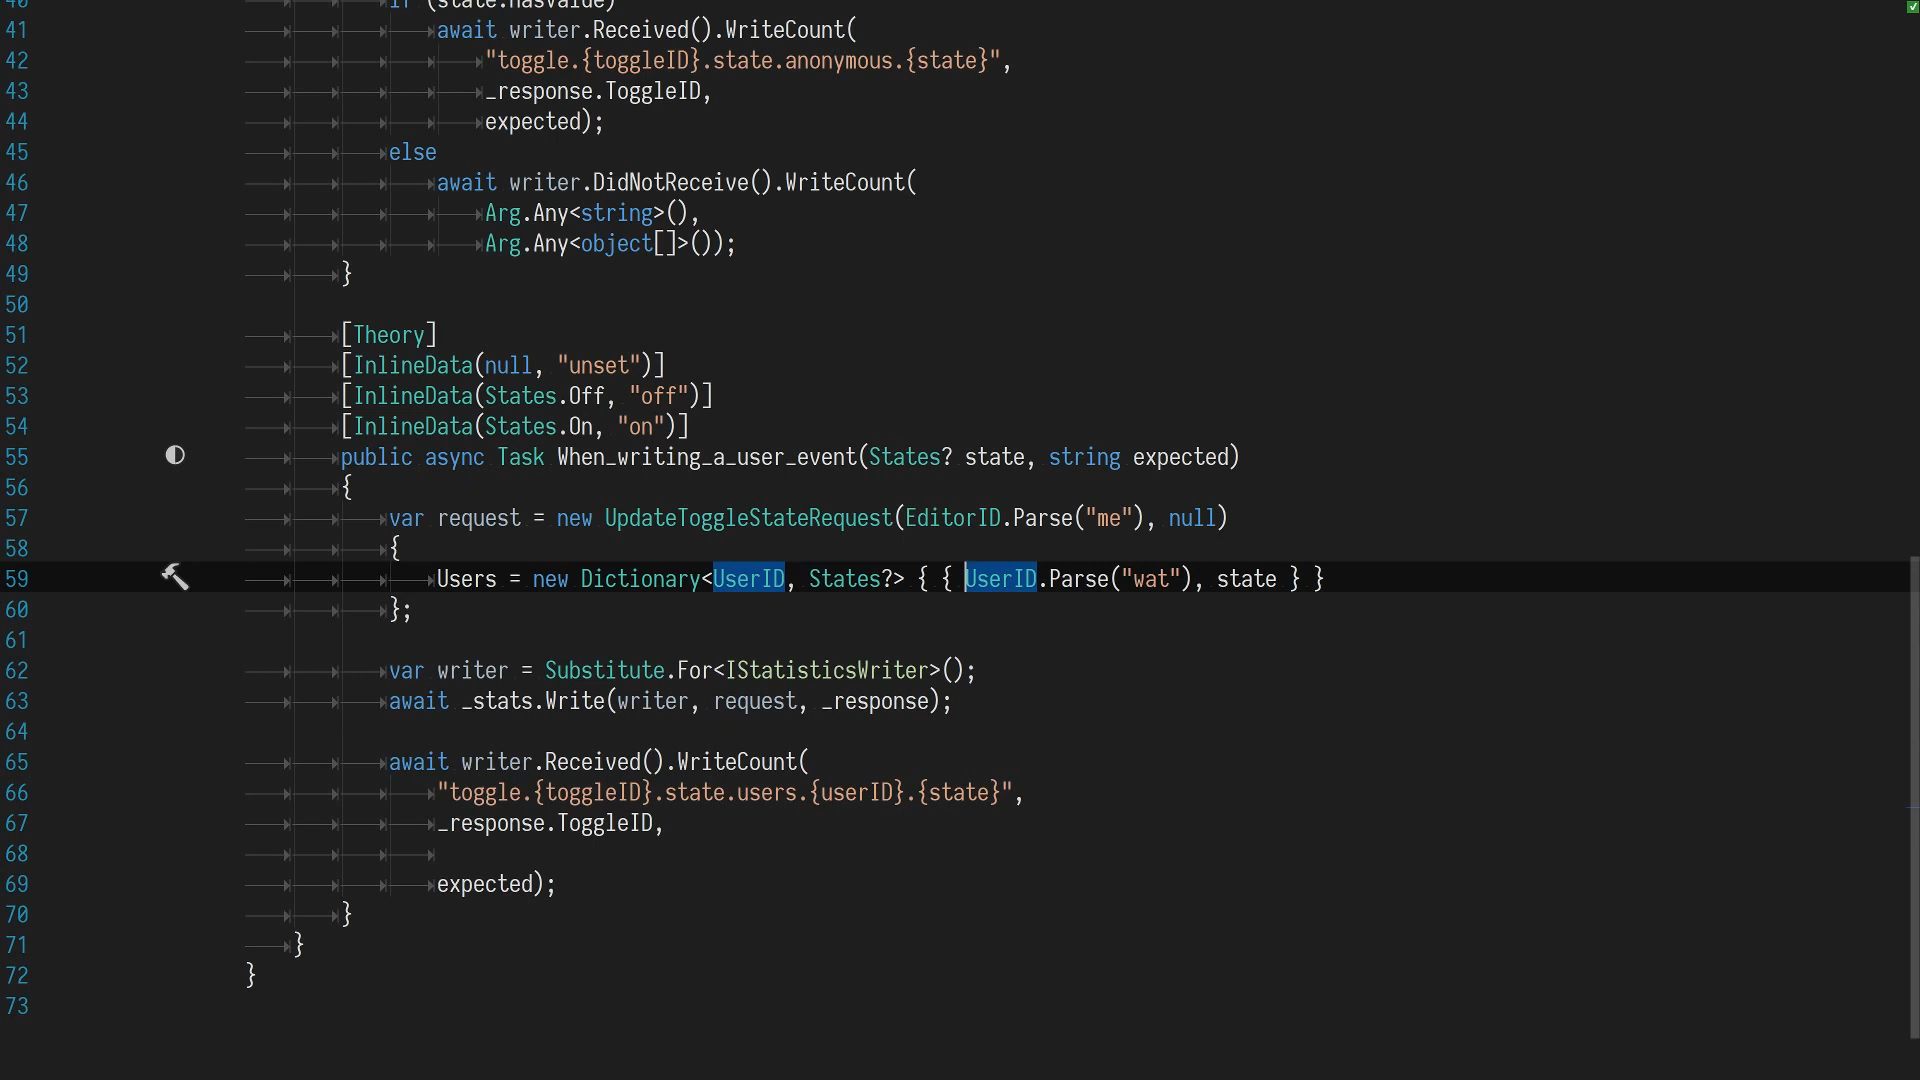 40 if (state.HasValue)
41 await writer.Received().WriteCount(
42 "toggle.{toggleID}.state.anonymous.{state}",
43 _response.ToggleID,
44 expected);
45 else
46 await writer.DidNotReceive().WriteCount(
47 Arg.Any<string>(),
48 Arg.Any<object[]>());
49 }
50
51 [Theory]
52 [InlineData(null, "unset")]
53 [InlineData(States.Off, "off")]
54 [InlineData(States.On, "on")]
55 public async Task When_writing_a_user_event(States? state, string expected)
56 {
57 var request = new UpdateToggleStateRequest(EditorID.Parse("me"), null)
58 {
59 Users = new Dictionary<UserID, States?> { { UserID.Parse("wat"), state } }
60 };
61
62 var writer = Substitute.For<IStatisticsWriter>();
63 await _stats.Write(writer, request, _response);
64
65 await writer.Received().WriteCount(
66 "toggle.{toggleID}.state.users.{userID}.{state}",
67 _response.ToggleID,
68
69 expected);
70 }
71 }
72 }
73